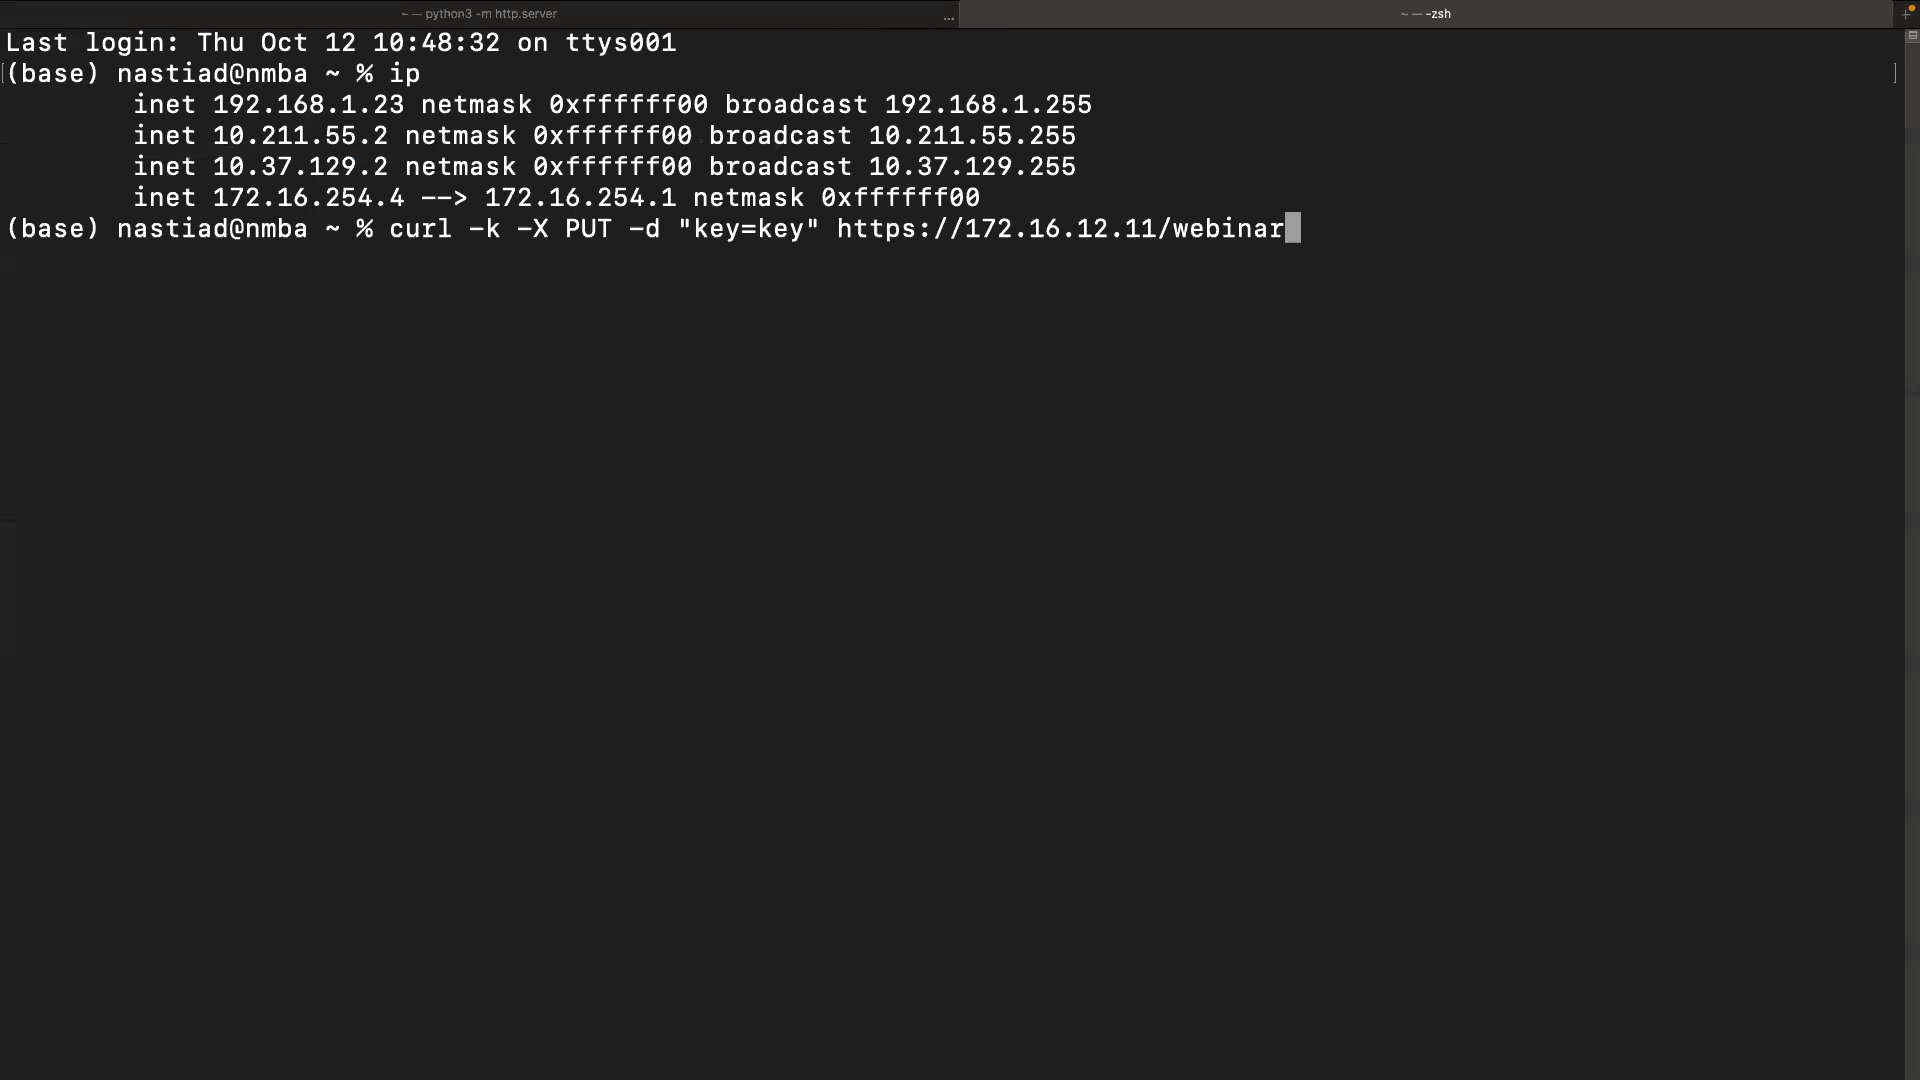 ~ — python3 -m http.server ... ~ — -zsh +
Last login: Thu Oct 12 10:48:32 on ttys001
[(base) nastiad@nmba ~ % ip ]
inet 192.168.1.23 netmask 0xffffff00 broadcast 192.168.1.255
inet 10.211.55.2 netmask 0xffffff00 broadcast 10.211.55.255
inet 10.37.129.2 netmask 0xffffff00 broadcast 10.37.129.255
inet 172.16.254.4 --> 172.16.254.1 netmask 0xffffff00
(base) nastiad@nmba ~ % curl -k -X PUT -d "key=key" https://172.16.12.11/webinar